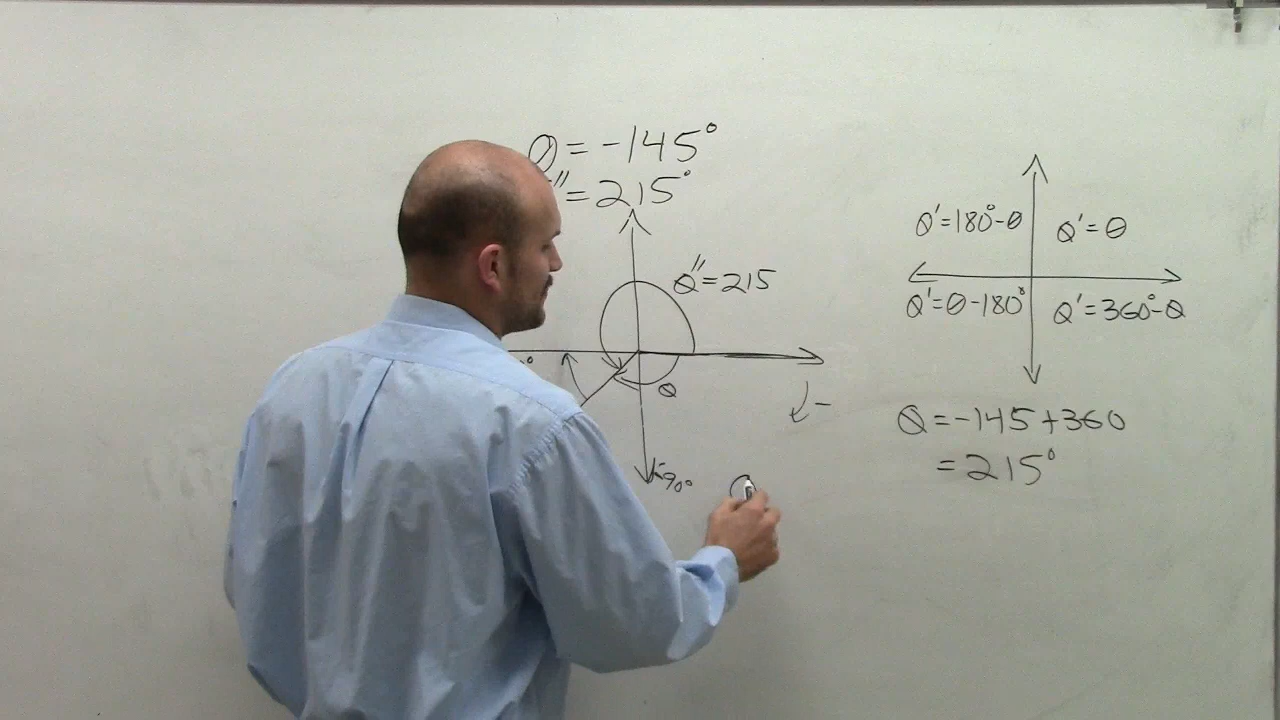 θ = -145°
″ = 215°
θ″ = 215
θ
-
-90°
θ' = 180° - θ
θ' = θ
θ' = θ - 180°
θ' = 360° - θ
θ = -145 + 360
= 215°